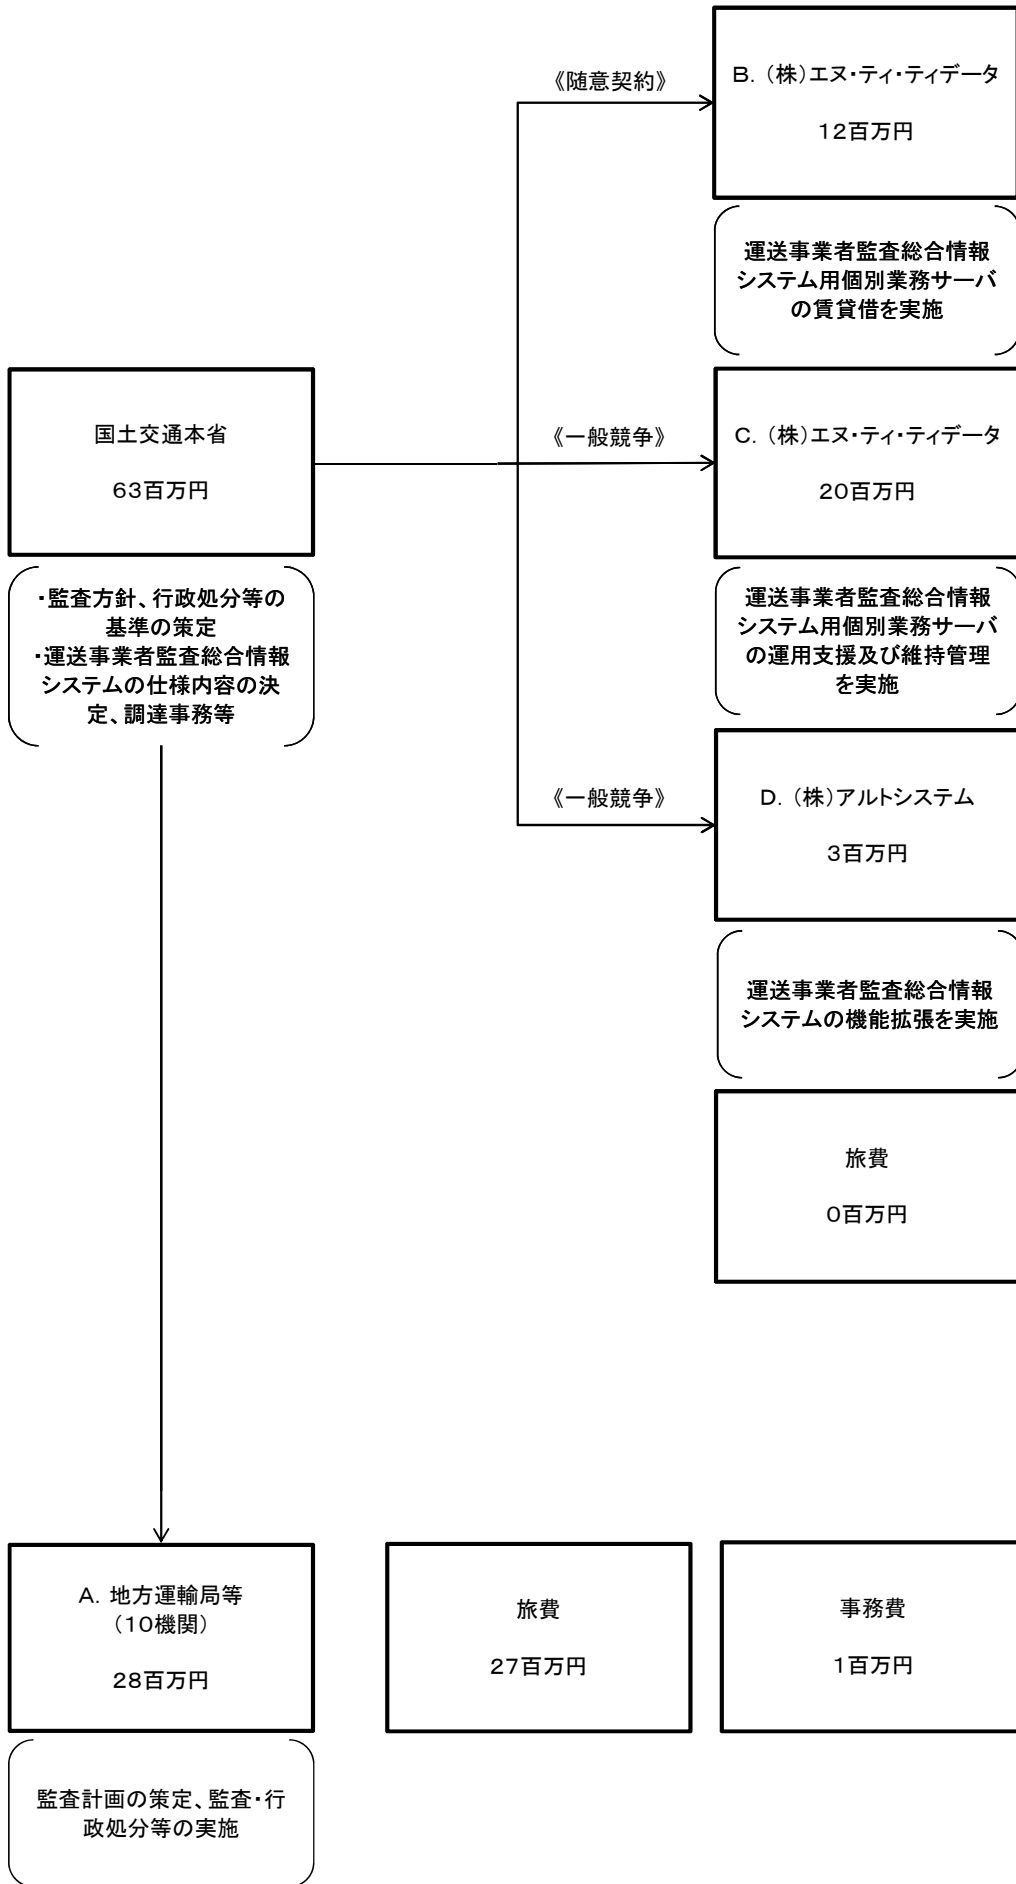 《随意契約》
B．（株）エヌ・ティ・ティデータ
12百万円
運送事業者監査総合情報
システム用個別業務サーバ
の賃貸借を実施
国土交通本省
63百万円
・監査方針、行政処分等の
基準の策定
・運送事業者監査総合情報
システムの仕様内容の決
定、調達事務等
《一般競争》
C．（株）エヌ・ティ・ティデータ
20百万円
運送事業者監査総合情報
システム用個別業務サーバ
の運用支援及び維持管理
を実施
《一般競争》
D．（株）アルトシステム
3百万円
運送事業者監査総合情報
システムの機能拡張を実施
旅費
0百万円
A．地方運輸局等
（10機関）
28百万円
監査計画の策定、監査・行
政処分等の実施
旅費
27百万円
事務費
1百万円